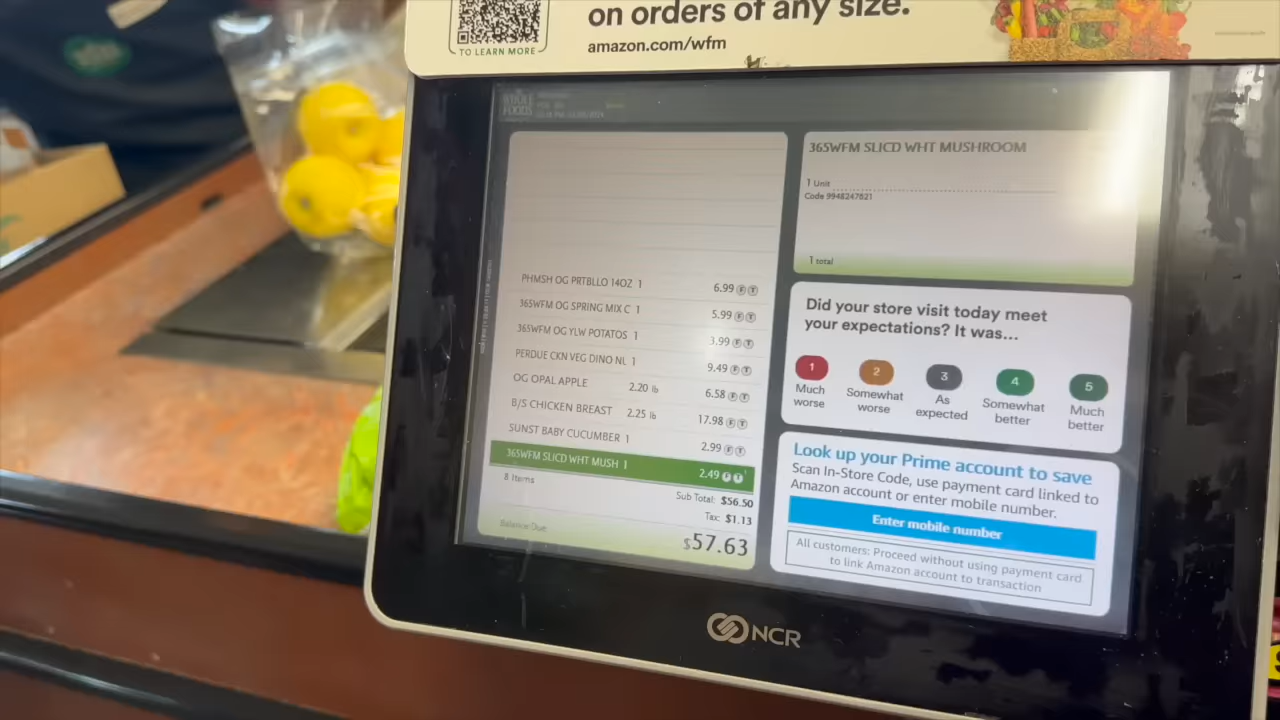 on orders of any size.
TO LEARN MORE
amazon.com/wfm
WHOLE
FOODS
PHMSH OG PRTBLLO 14OZ 1 6.99 F T
365WFM OG SPRING MIX C 1 5.99 F T
365WFM OG YLW POTATOS 1 3.99 F T
PERDUE CKN VEG DINO NL 1 9.49 F T
OG OPAL APPLE 2.20 lb 6.58 F T
B/S CHICKEN BREAST 2.25 lb 17.98 F T
SUNST BABY CUCUMBER 1 2.99 F T
365WFM SLICD WHT MUSH 1 2.49 F T
8 Items
Sub Total: $56.50
Tax: $1.13
Balance Due
$57.63
365WFM SLICD WHT MUSHROOM
1 Unit
Code 9948247621
1 total
Did your store visit today meet
your expectations? It was...
1 2 3 4 5
Much worse
Somewhat worse
As expected
Somewhat better
Much better
Look up your Prime account to save
Scan In-Store Code, use payment card linked to
Amazon account or enter mobile number.
Enter mobile number
All customers: Proceed without using payment card
to link Amazon account to transaction
NCR